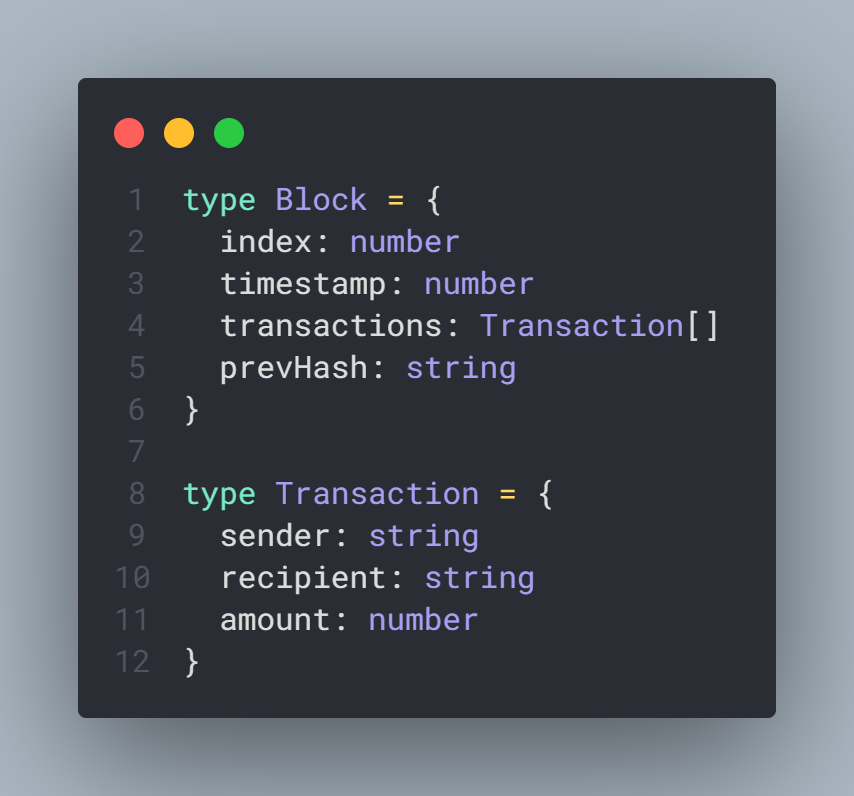 1 type Block = {
2   index: number
3   timestamp: number
4   transactions: Transaction[]
5   prevHash: string
6 }
7
8 type Transaction = {
9   sender: string
10   recipient: string
11   amount: number
12 }